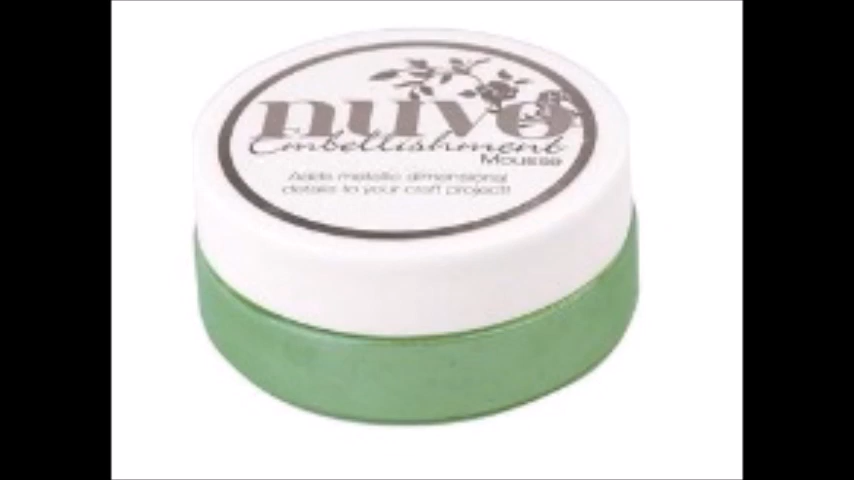 nuvo
Embellishment
Mousse
Adds metallic dimensional
details to your craft project!